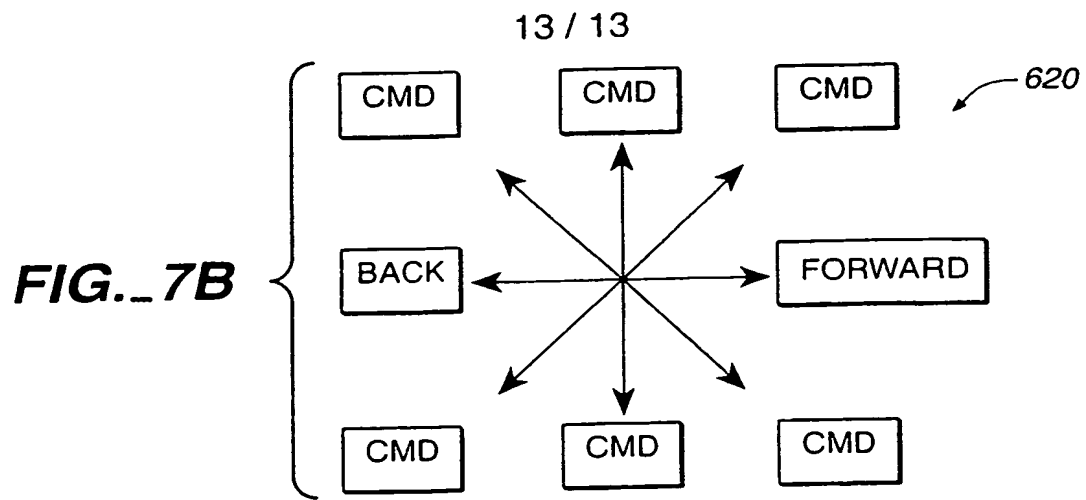 13 / 13
CMD CMD CMD
620
FIG._7B
BACK FORWARD
CMD CMD CMD